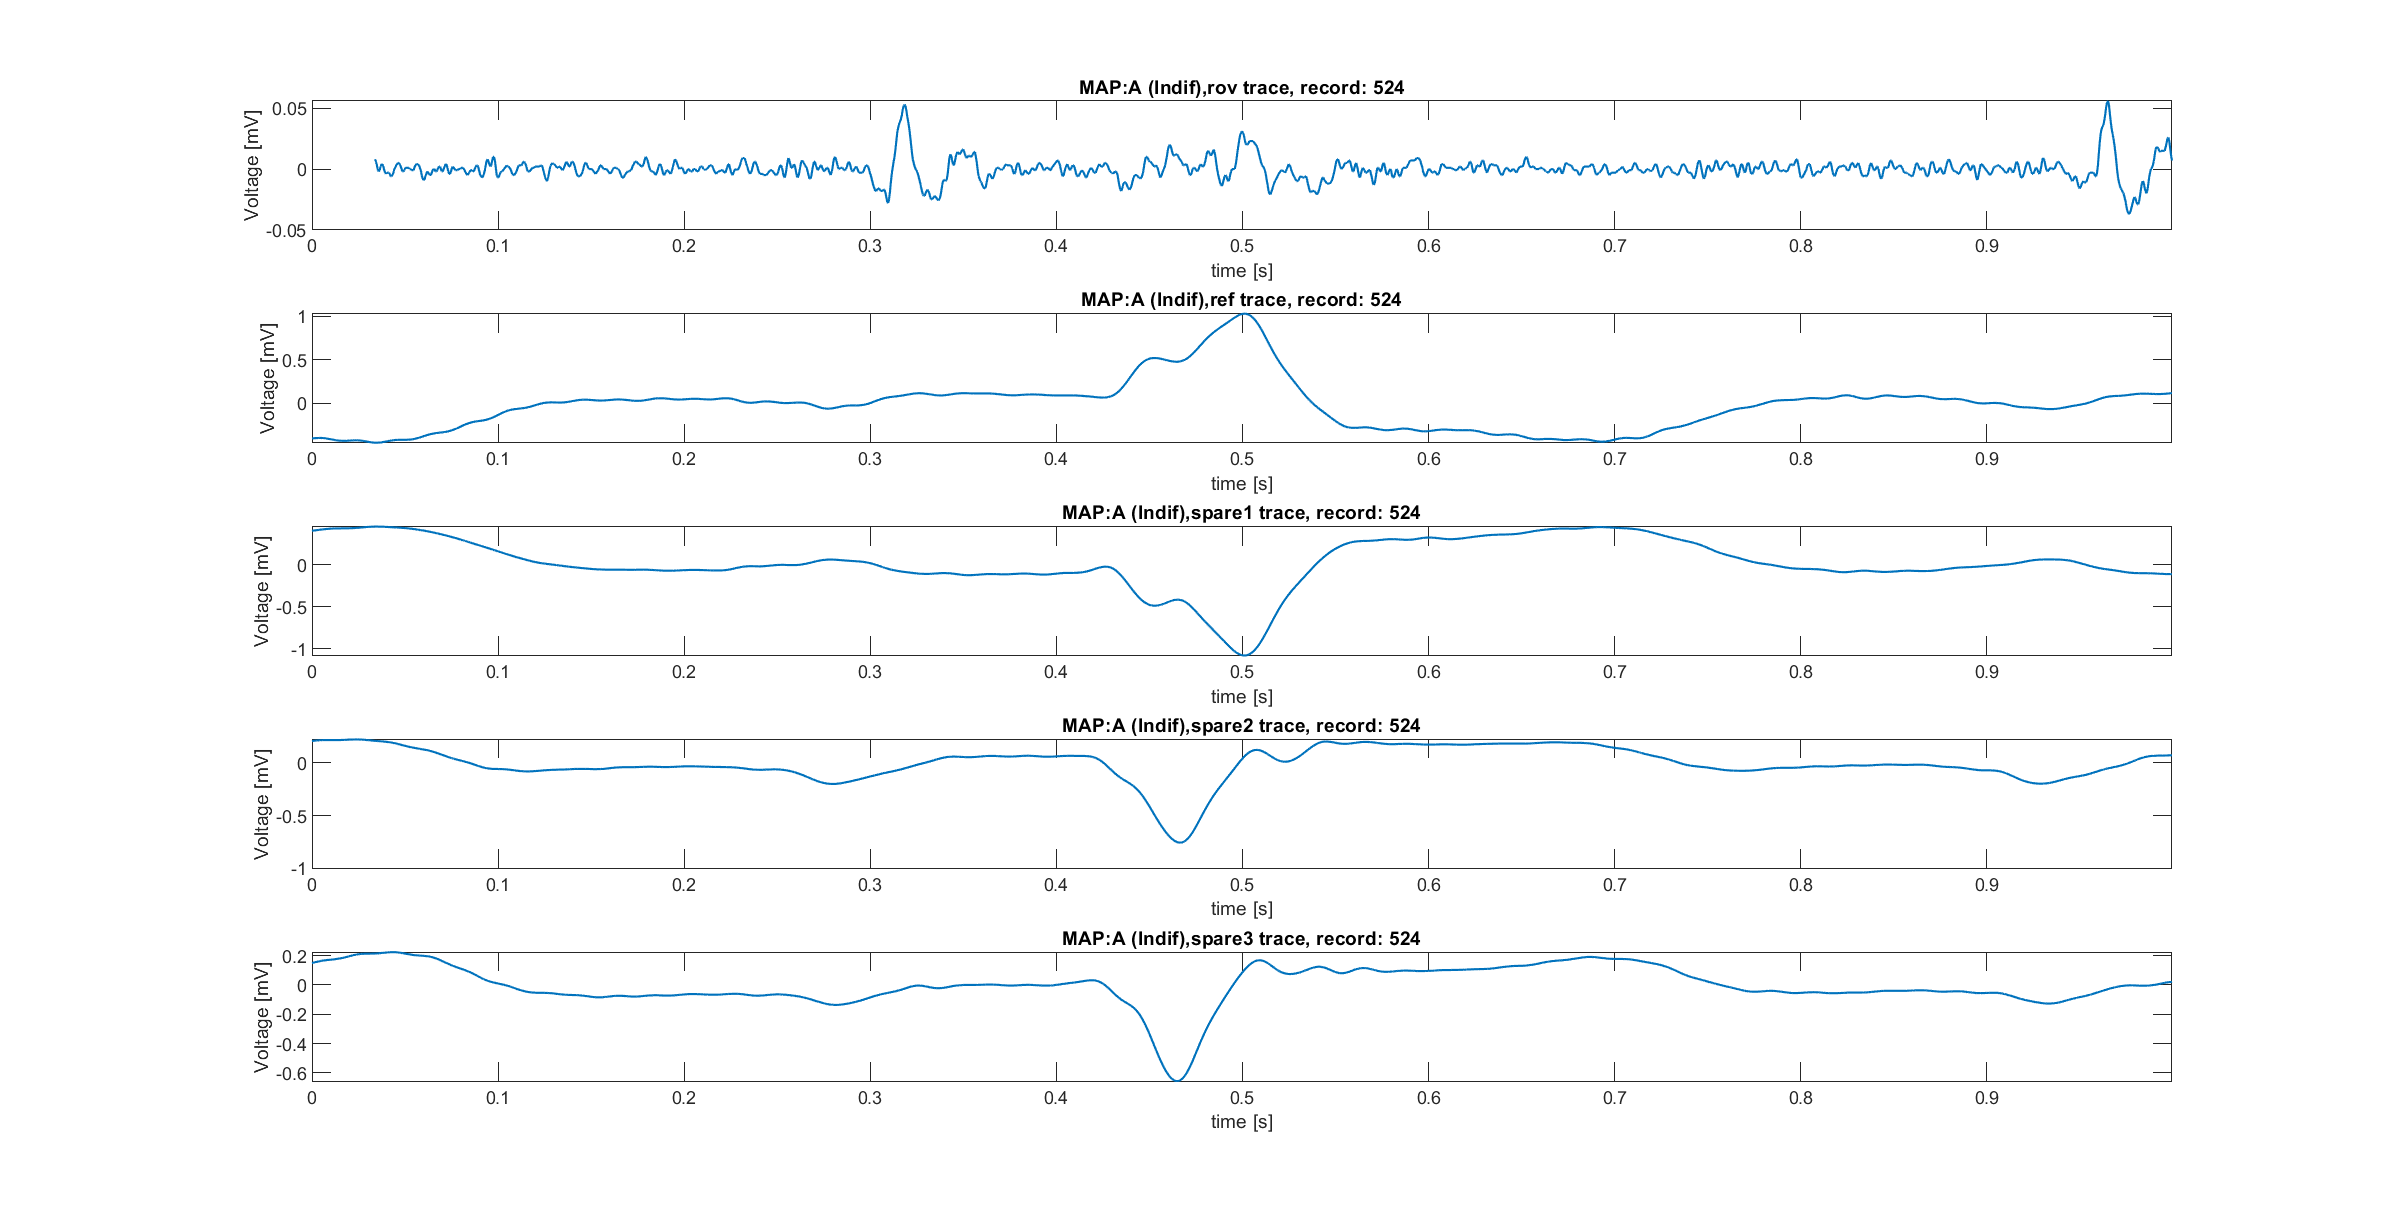 MAP:A (Indif),rov trace, record: 524
Voltage [mV]
0.05
0
-0.05
0 0.1 0.2 0.3 0.4 0.5 0.6 0.7 0.8 0.9
time [s]
MAP:A (Indif),ref trace, record: 524
Voltage [mV]
1
0.5
0
0 0.1 0.2 0.3 0.4 0.5 0.6 0.7 0.8 0.9
time [s]
MAP:A (Indif),spare1 trace, record: 524
Voltage [mV]
0
-0.5
-1
0 0.1 0.2 0.3 0.4 0.5 0.6 0.7 0.8 0.9
time [s]
MAP:A (Indif),spare2 trace, record: 524
Voltage [mV]
0
-0.5
-1
0 0.1 0.2 0.3 0.4 0.5 0.6 0.7 0.8 0.9
time [s]
MAP:A (Indif),spare3 trace, record: 524
Voltage [mV]
0.2
0
-0.2
-0.4
-0.6
0 0.1 0.2 0.3 0.4 0.5 0.6 0.7 0.8 0.9
time [s]